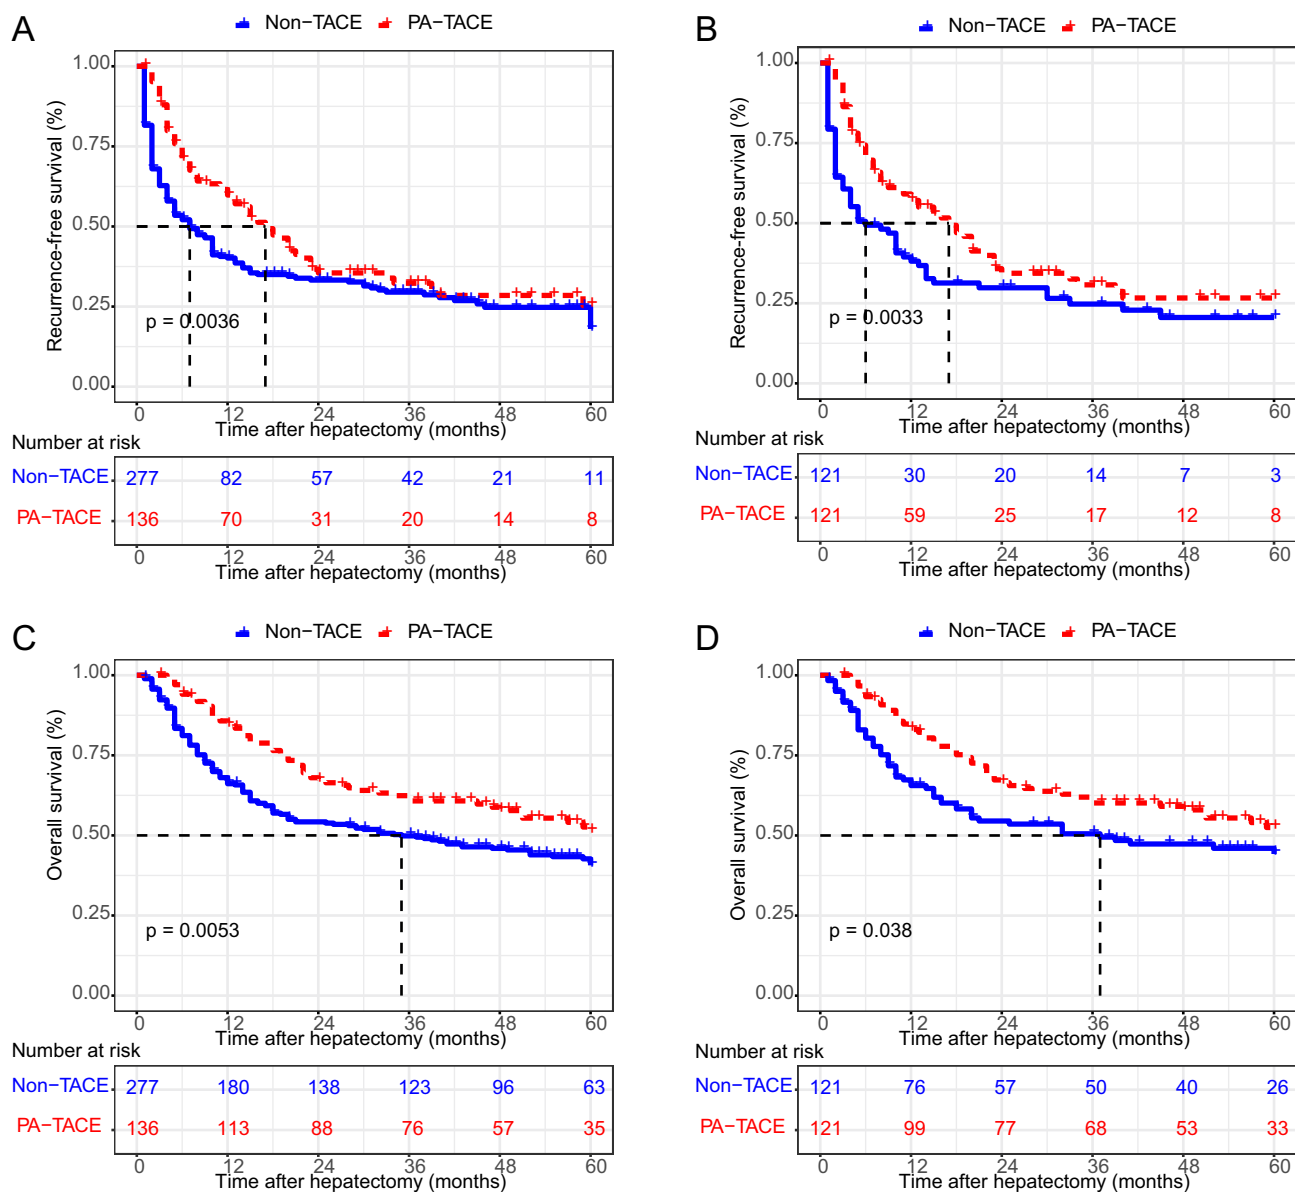 A
Non−TACE PA−TACE
Recurrence-free survival (%)
1.00
0.75
0.50
0.25
0.00
p = 0.0036
0 12 24 36 48 60
Time after hepatectomy (months)
Number at risk
Non−TACE 277 82 57 42 21 11
PA−TACE 136 70 31 20 14 8
0 12 24 36 48 60
Time after hepatectomy (months)
B
Non−TACE PA−TACE
Recurrence-free survival (%)
1.00
0.75
0.50
0.25
0.00
p = 0.0033
0 12 24 36 48 60
Time after hepatectomy (months)
Number at risk
Non−TACE 121 30 20 14 7 3
PA−TACE 121 59 25 17 12 8
0 12 24 36 48 60
Time after hepatectomy (months)
C
Non−TACE PA−TACE
Overall survival (%)
1.00
0.75
0.50
0.25
0.00
p = 0.0053
0 12 24 36 48 60
Time after hepatectomy (months)
Number at risk
Non−TACE 277 180 138 123 96 63
PA−TACE 136 113 88 76 57 35
0 12 24 36 48 60
Time after hepatectomy (months)
D
Non−TACE PA−TACE
Overall survival (%)
1.00
0.75
0.50
0.25
0.00
p = 0.038
0 12 24 36 48 60
Time after hepatectomy (months)
Number at risk
Non−TACE 121 76 57 50 40 26
PA−TACE 121 99 77 68 53 33
0 12 24 36 48 60
Time after hepatectomy (months)